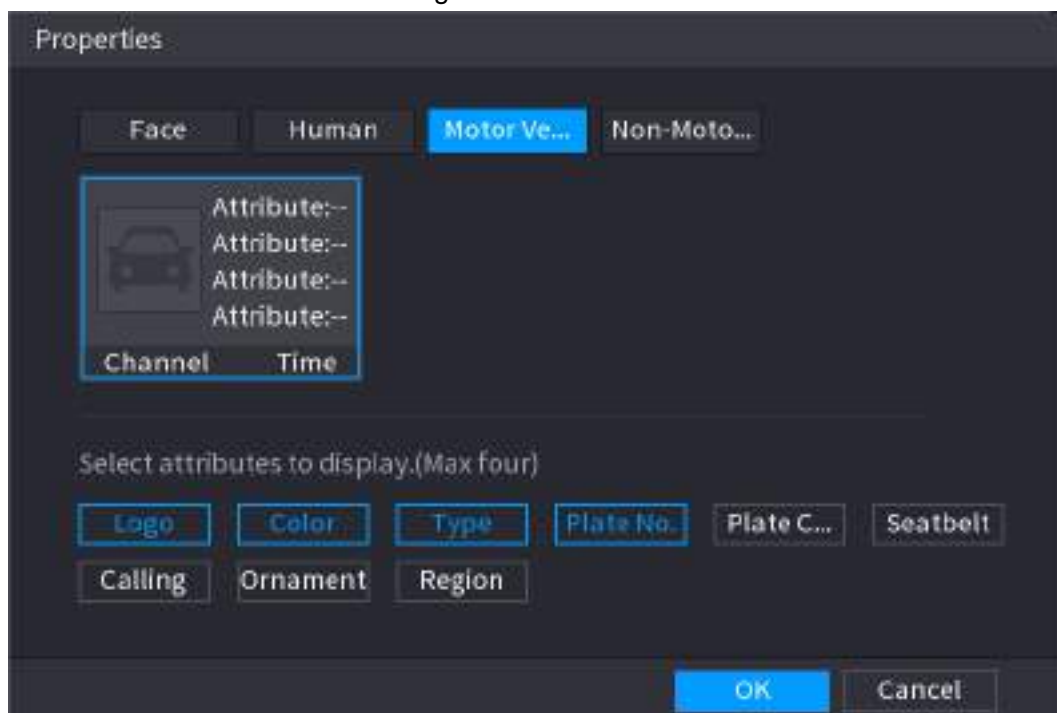 Properties
Face Human Motor Ve... Non-Moto...
Attribute:--
Attribute:--
Attribute:--
Attribute:--
Channel Time
Select attributes to display.(Max four)
Logo Color Type Plate No. Plate C... Seatbelt
Calling Ornament Region
OK Cancel